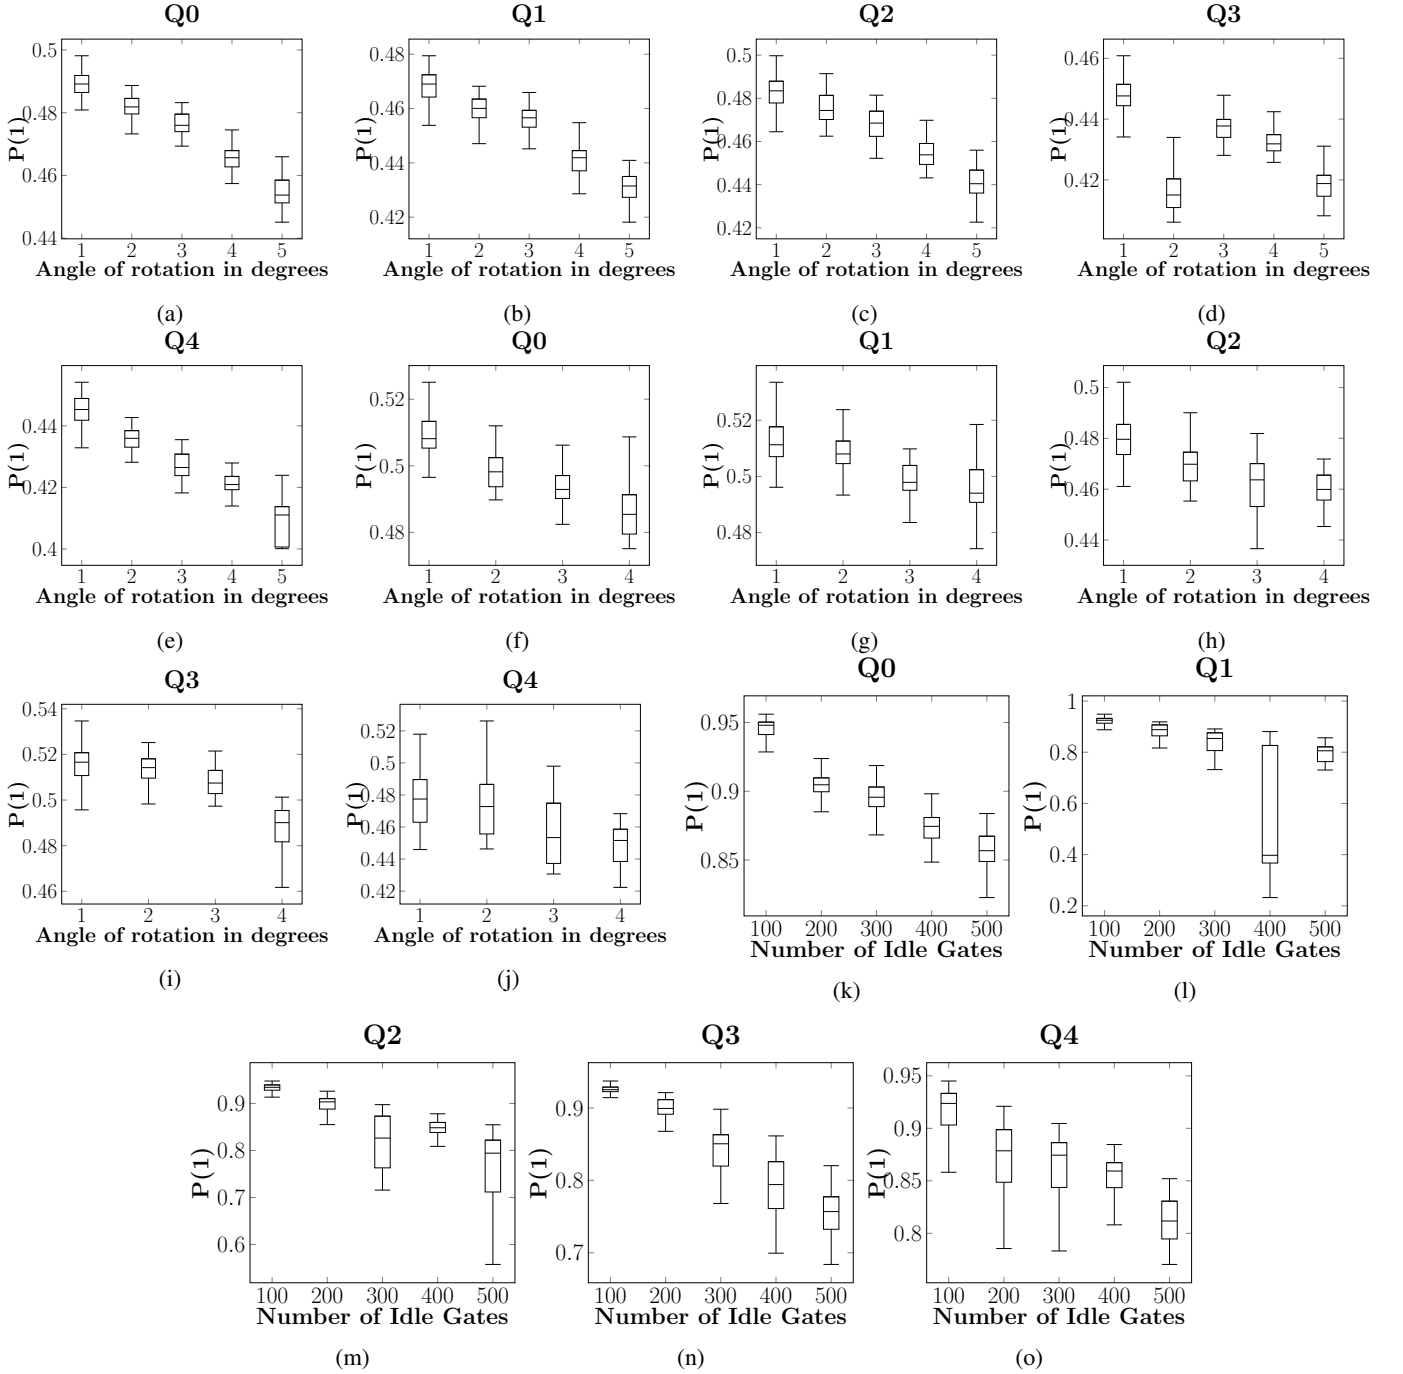 Q0 Q1 Q2 Q3
0.5 0.48 0.46 0.44
P(1)
1 2 3 4 5
Angle of rotation in degrees
(a)
0.48 0.46 0.44 0.42
P(1)
1 2 3 4 5
Angle of rotation in degrees
(b)
0.5 0.48 0.46 0.44 0.42
P(1)
1 2 3 4 5
Angle of rotation in degrees
(c)
0.46 0.44 0.42
P(1)
1 2 3 4 5
Angle of rotation in degrees
(d)
Q4 Q0 Q1 Q2
0.44 0.42 0.4
P(1)
1 2 3 4 5
Angle of rotation in degrees
(e)
0.52 0.5 0.48
P(1)
1 2 3 4
Angle of rotation in degrees
(f)
0.52 0.5 0.48
P(1)
1 2 3 4
Angle of rotation in degrees
(g)
0.5 0.48 0.46 0.44
P(1)
1 2 3 4
Angle of rotation in degrees
(h)
Q3 Q4 Q0 Q1
0.54 0.52 0.5 0.48 0.46
P(1)
1 2 3 4
Angle of rotation in degrees
(i)
0.52 0.5 0.48 0.46 0.44 0.42
P(1)
1 2 3 4
Angle of rotation in degrees
(j)
0.95 0.9 0.85
P(1)
100 200 300 400 500
Number of Idle Gates
(k)
1 0.8 0.6 0.4 0.2
P(1)
100 200 300 400 500
Number of Idle Gates
(l)
Q2 Q3 Q4
0.9 0.8 0.7 0.6
P(1)
100 200 300 400 500
Number of Idle Gates
(m)
0.9 0.8 0.7
P(1)
100 200 300 400 500
Number of Idle Gates
(n)
0.95 0.9 0.85 0.8
P(1)
100 200 300 400 500
Number of Idle Gates
(o)